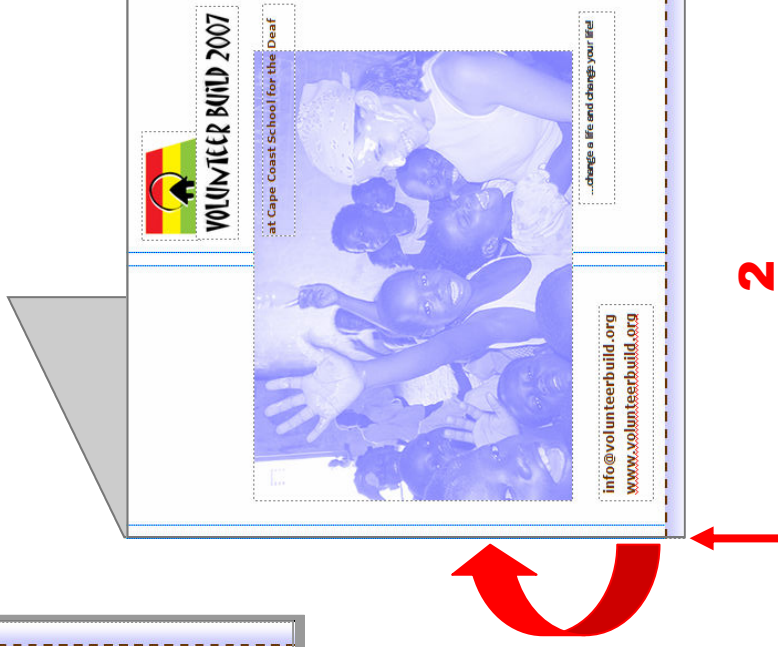 VOLUNTEER BUiLD 2007
at Cape Coast School for the Deaf
...change a life and change your life!
info@volunteerbuild.org
www.volunteerbuild.org
2